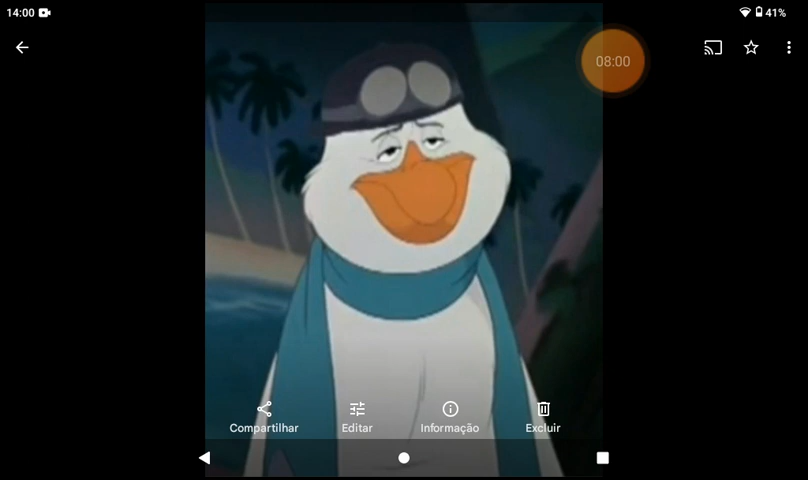 14:00
41%
08:00
Compartilhar
Editar
Informação
Excluir